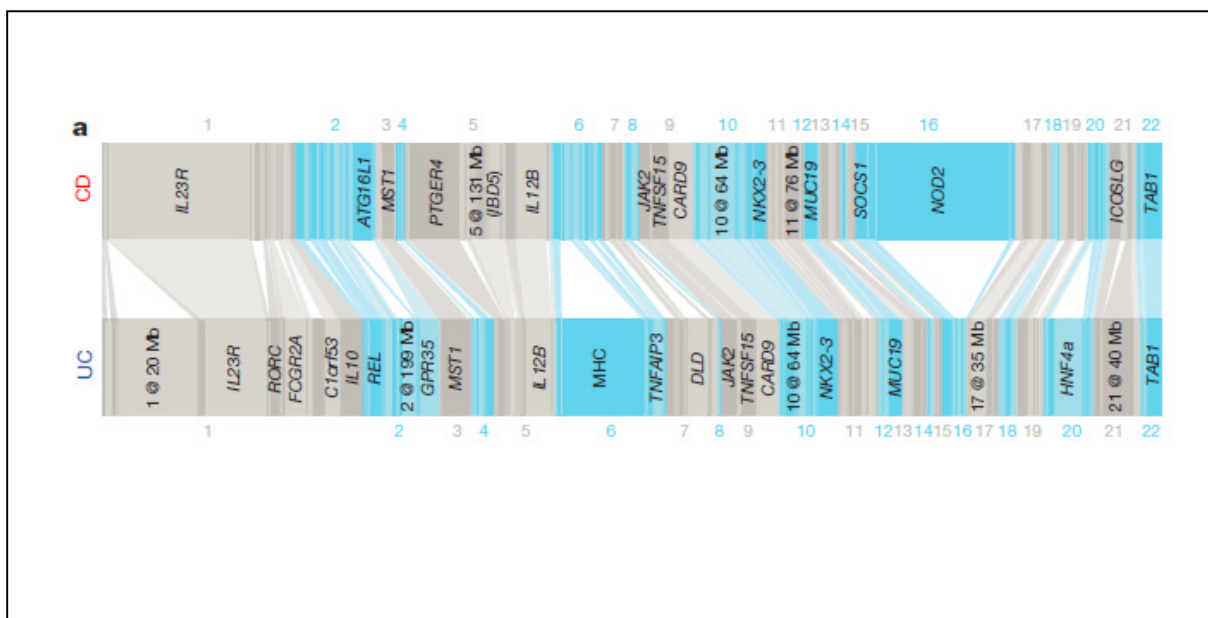 a
1 2 3 4 5 6 7 8 9 10 11 12 13 14 15 16 17 18 19 20 21 22
CD
IL23R
ATG16L1
MST1
PTGER4
5 @ 131 Mb
(IBD5)
IL12B
JAK2
TNFSF15
CARD9
10 @ 64 Mb
NKX2-3
11 @ 76 Mb
MUC19
SOCS1
NOD2
ICOSLG
TAB1
UC
1 @ 20 Mb
IL23R
RORC
FCGR2A
C1orf53
IL10
REL
2 @ 199 Mb
GPR35
MST1
IL12B
MHC
TNFAIP3
DLD
JAK2
TNFSF15
CARD9
10 @ 64 Mb
NKX2-3
MUC19
17 @ 35 Mb
HNF4a
21 @ 40 Mb
TAB1
1 2 3 4 5 6 7 8 9 10 11 12 13 14 15 16 17 18 19 20 21 22